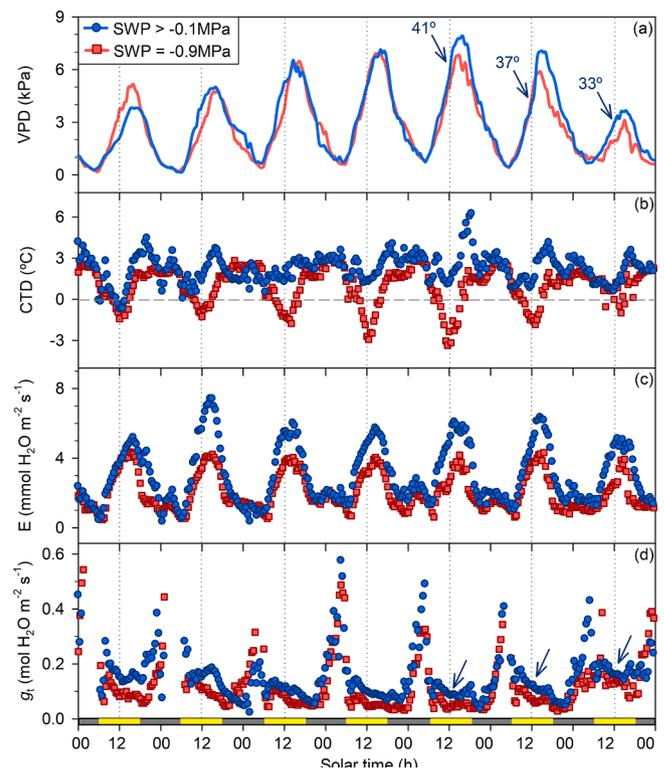 9
6
3
0
VPD (kPa)
SWP > -0.1MPa
SWP = -0.9MPa
41º
37º
33º
(a)
6
3
0
-3
CTD (ºC)
(b)
8
4
0
E (mmol H₂O m⁻² s⁻¹)
(c)
0.6
0.4
0.2
0.0
gₜ (mol H₂O m⁻² s⁻¹)
(d)
00 12 00 12 00 12 00 12 00 12 00 12 00 12 00
Solar time (h)